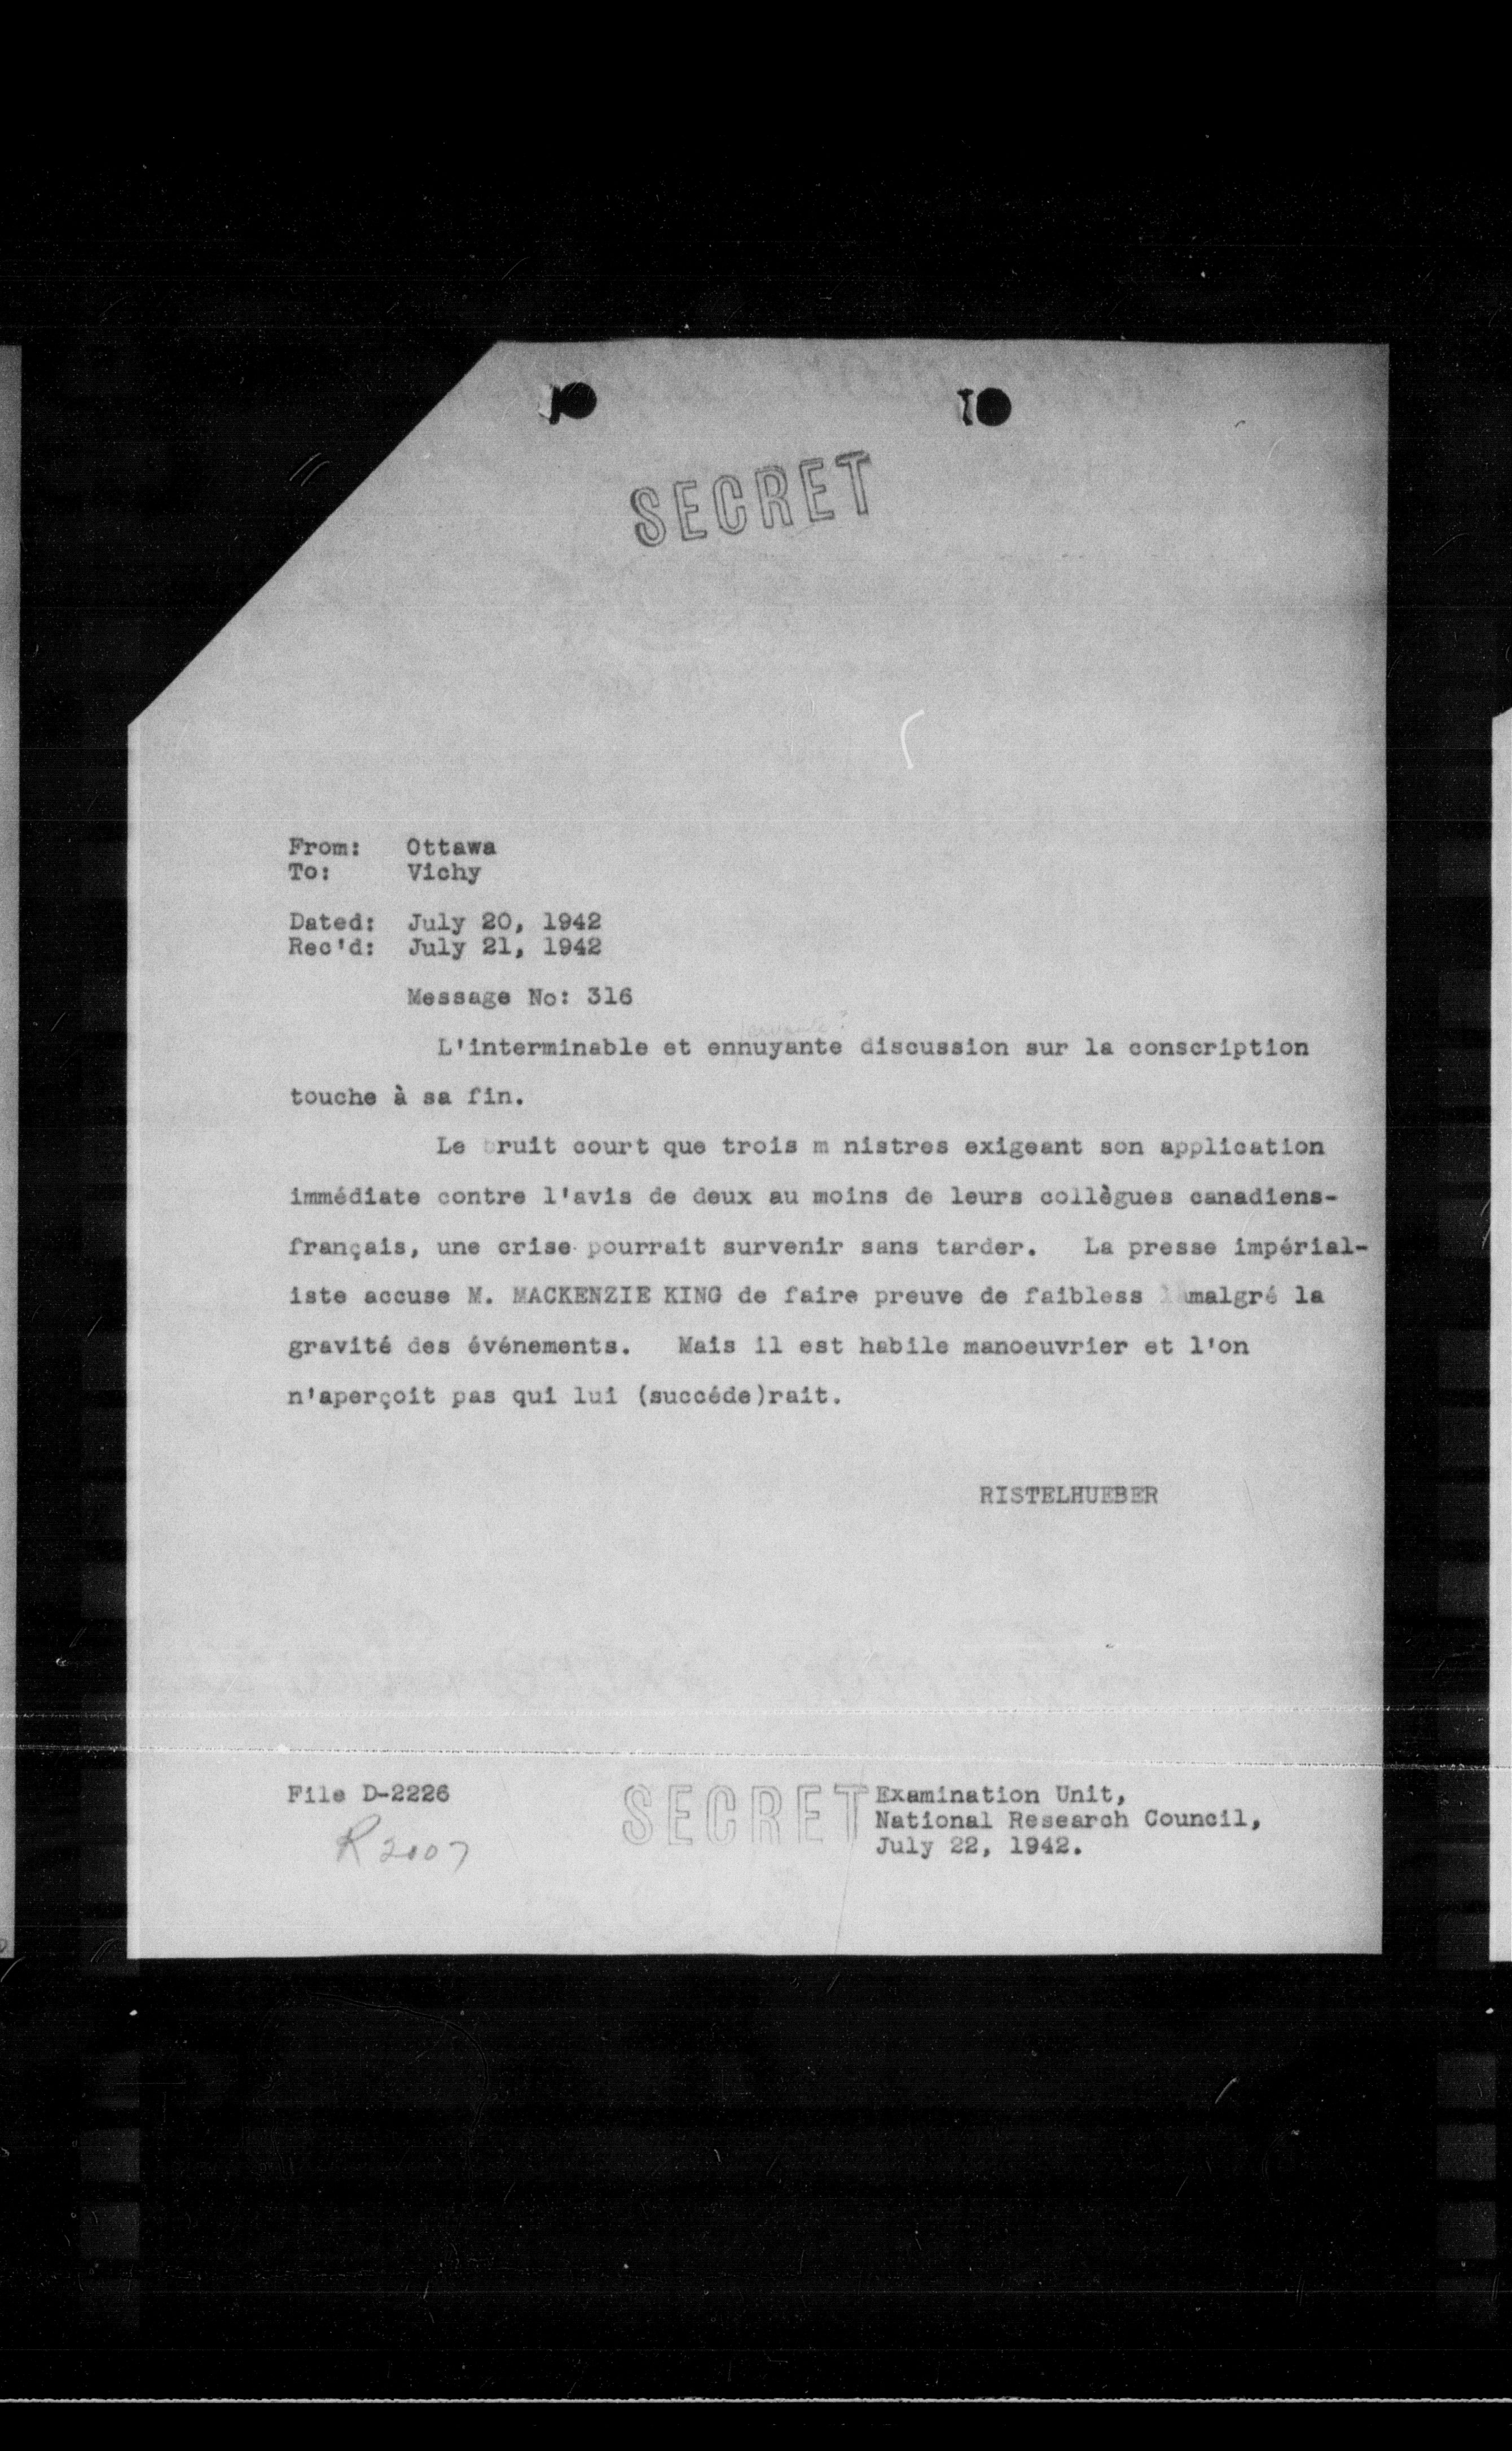 SECRET
From: Ottawa
To: Vichy
Dated: July 20, 1942
Rec'd: July 21, 1942
Message No: 316
L'interminable et ennuyante discussion sur la conscription
touche à sa fin.
Le bruit court que trois m nistres exigeant son application
immédiate contre l'avis de deux au moins de leurs collègues canadiens-
français, une crise pourrait survenir sans tarder. La presse impérial-
iste accuse M. MACKENZIE KING de faire preuve de faibless malgré la
gravité des événements. Mais il est habile manoeuvrier et l'on
n'aperçoit pas qui lui (succéde)rait.
RISTELHUEBER
File D-2226
R2007
SECRET
Examination Unit,
National Research Council,
July 22, 1942.